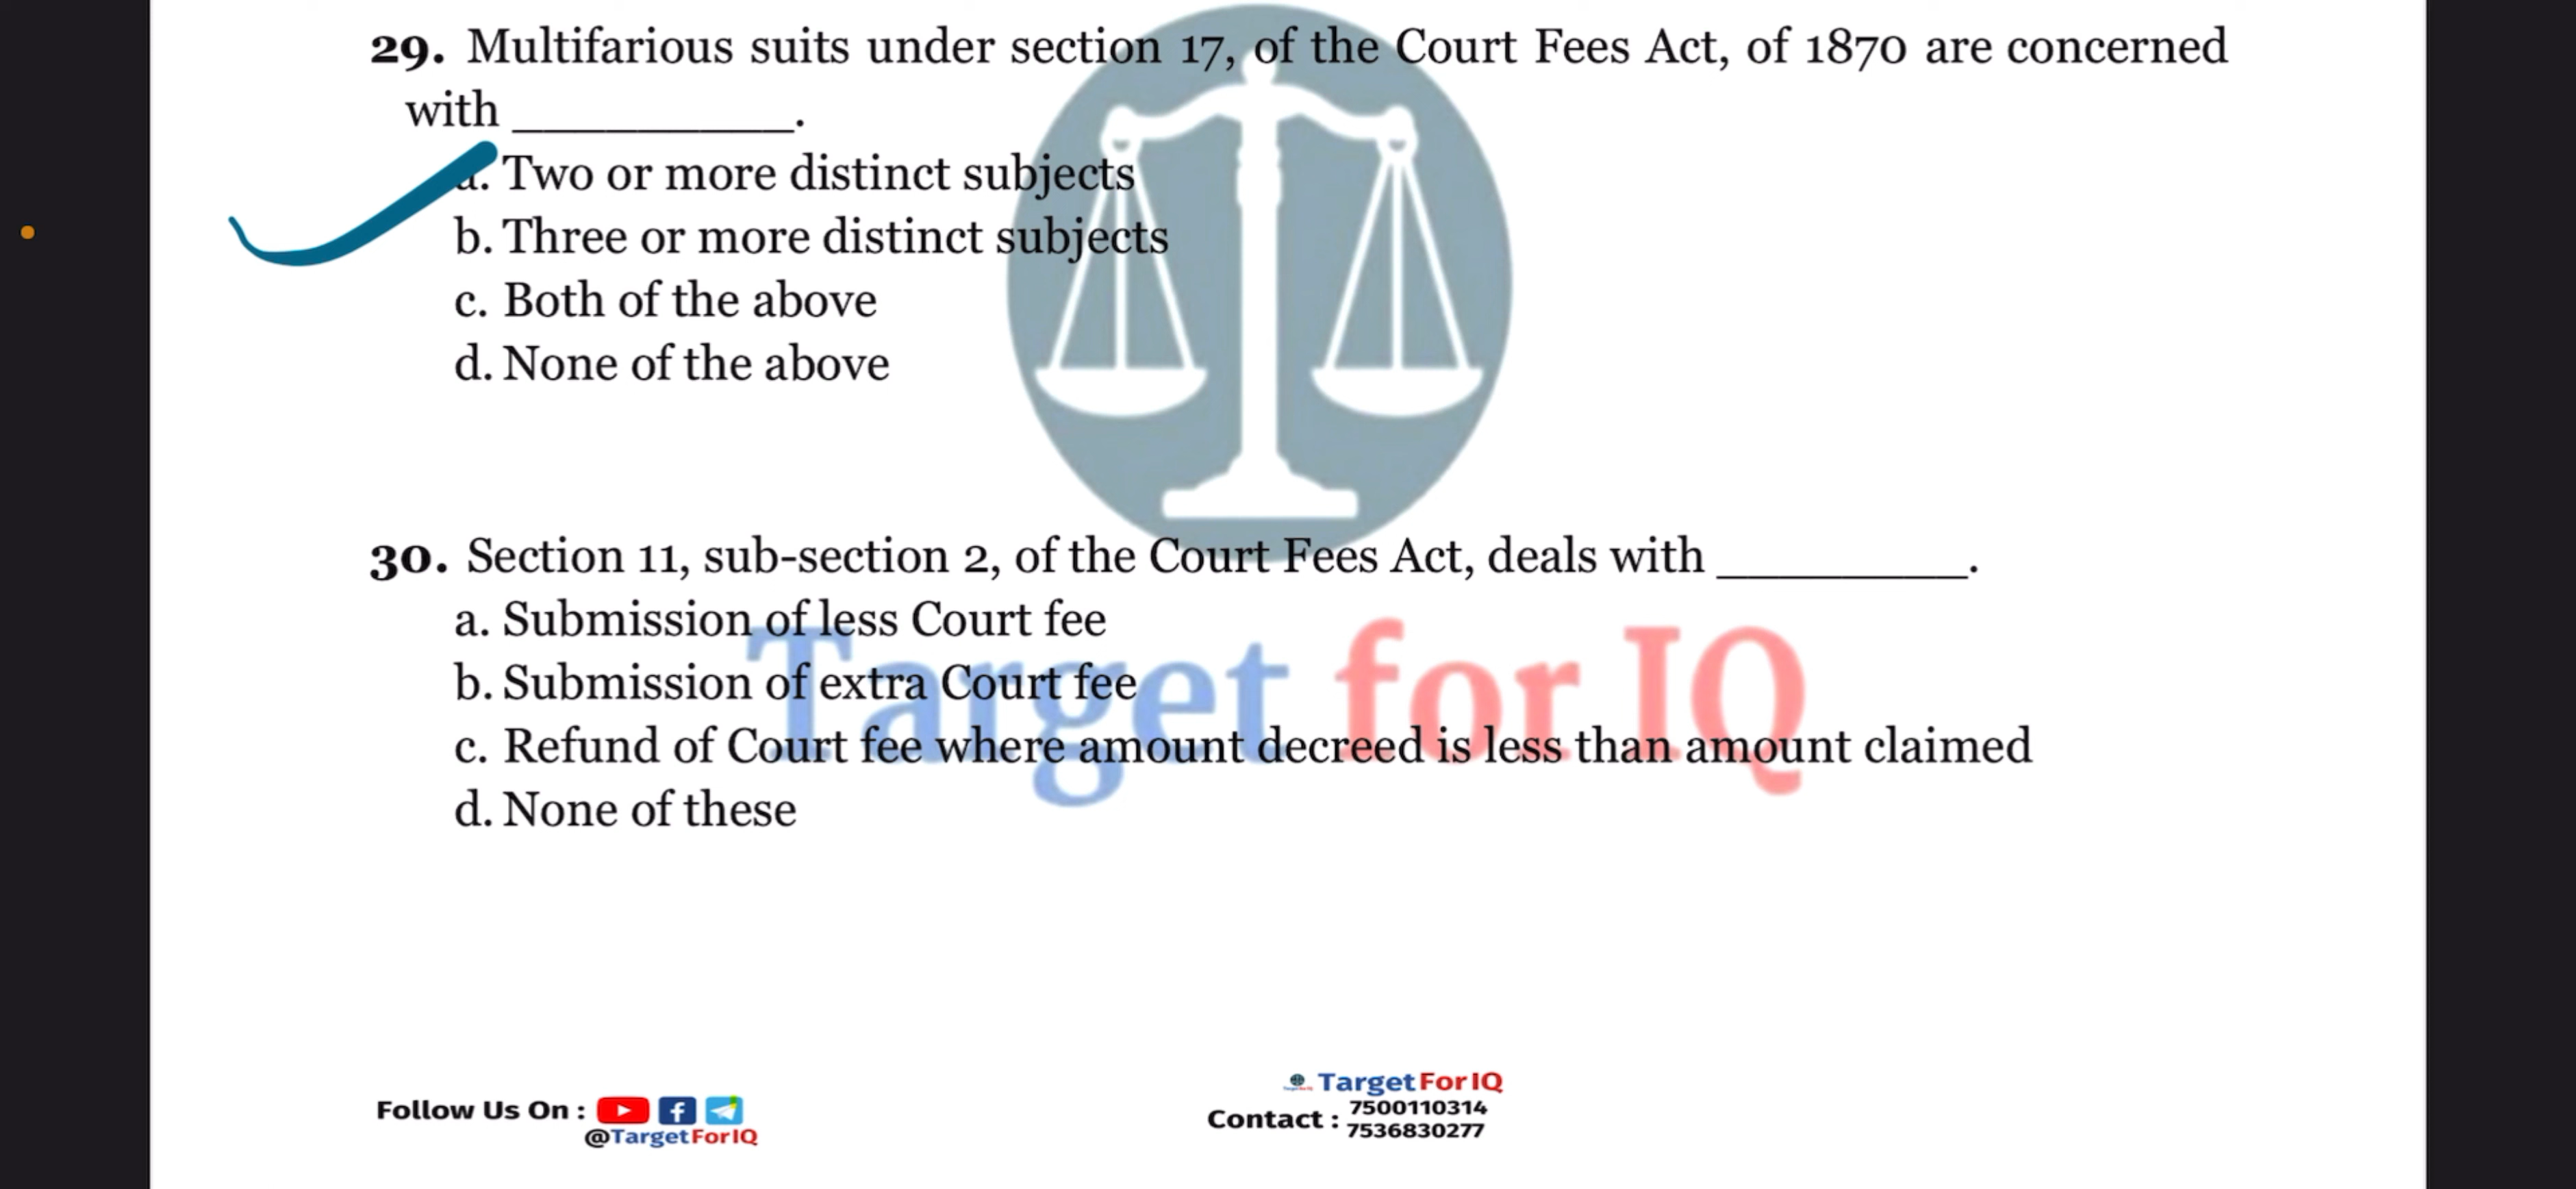 29. Multifarious suits under section 17, of the Court Fees Act, of 1870 are concerned
with ___________.
a. Two or more distinct subjects
b. Three or more distinct subjects
c. Both of the above
d. None of the above
30. Section 11, sub-section 2, of the Court Fees Act, deals with __________.
a. Submission of less Court fee
b. Submission of extra Court fee
c. Refund of Court fee where amount decreed is less than amount claimed
d. None of these
Target for IQ
Follow Us On :
@TargetForIQ
TargetForIQ
Contact : 7500110314
7536830277